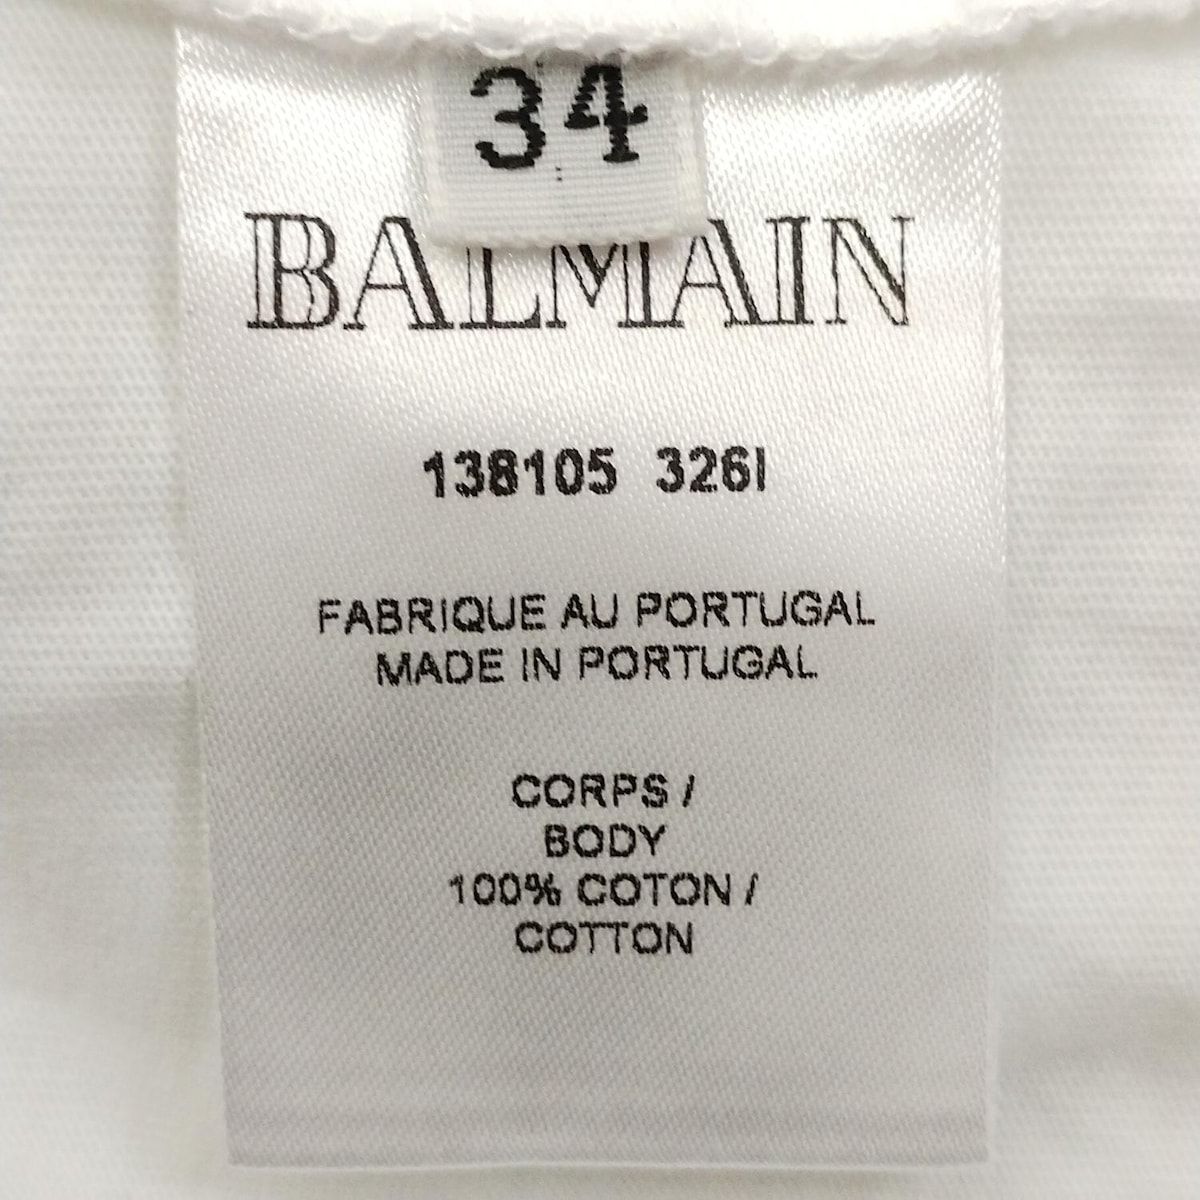 34
BALMAIN
138105 326I
FABRIQUE AU PORTUGAL
MADE IN PORTUGAL
CORPS /
BODY
100% COTON /
COTTON